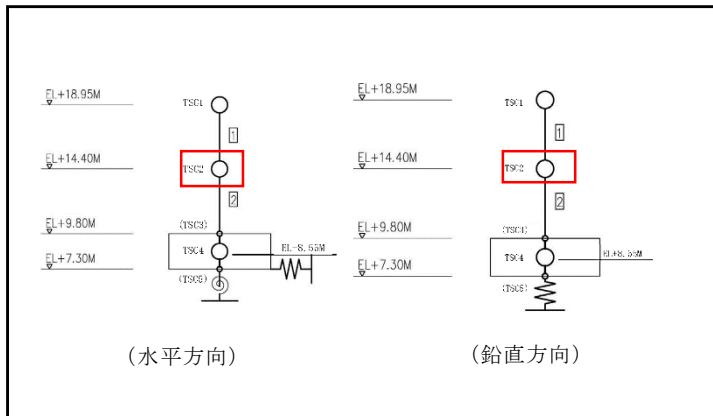 EL+18.95M
TSC1
1
EL+14.40M
TSC2
2
EL+9.80M
(TSC3)
TSC4
EL-8.55M
EL+7.30M
(TSC5)
(水平方向)
EL+18.95M
TSC1
1
EL+14.40M
TSC2
2
EL+9.80M
TSC4
EL+8.55M
EL+7.30M
(鉛直方向)